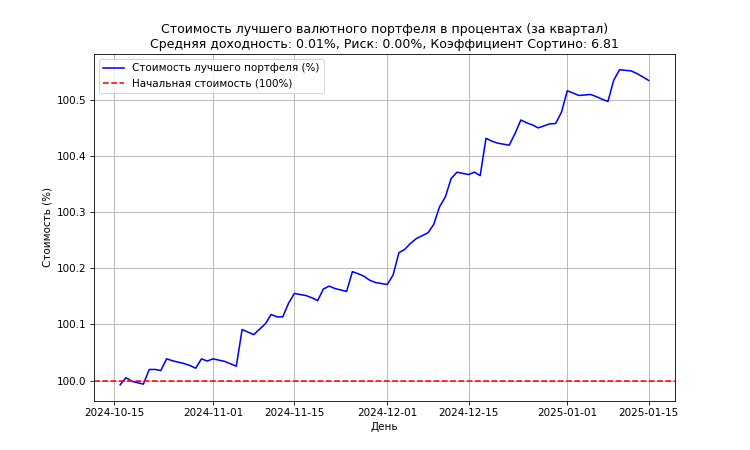 Стоимость лучшего валютного портфеля в процентах (за квартал)
Средняя доходность: 0.01%, Риск: 0.00%, Коэффициент Сортино: 6.81
Стоимость лучшего портфеля (%)
Начальная стоимость (100%)
Стоимость (%)
100.5
100.4
100.3
100.2
100.1
100.0
2024-10-15 2024-11-01 2024-11-15 2024-12-01 2024-12-15 2025-01-01 2025-01-15
День